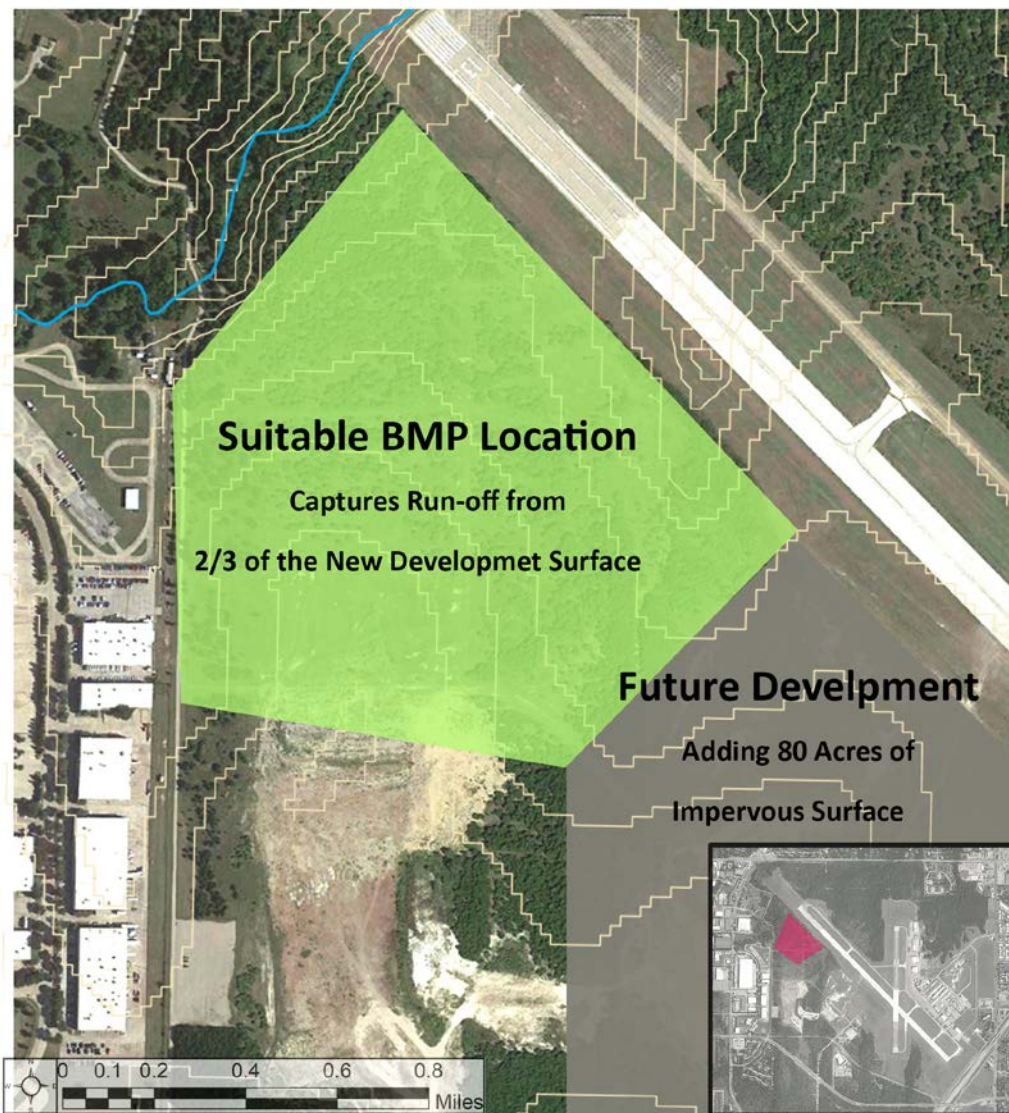 Suitable BMP Location
Captures Run-off from
2/3 of the New Developmet Surface
Future Develpment
Adding 80 Acres of
Impervous Surface
N
W E
S
0 0.1 0.2 0.4 0.6 0.8
Miles